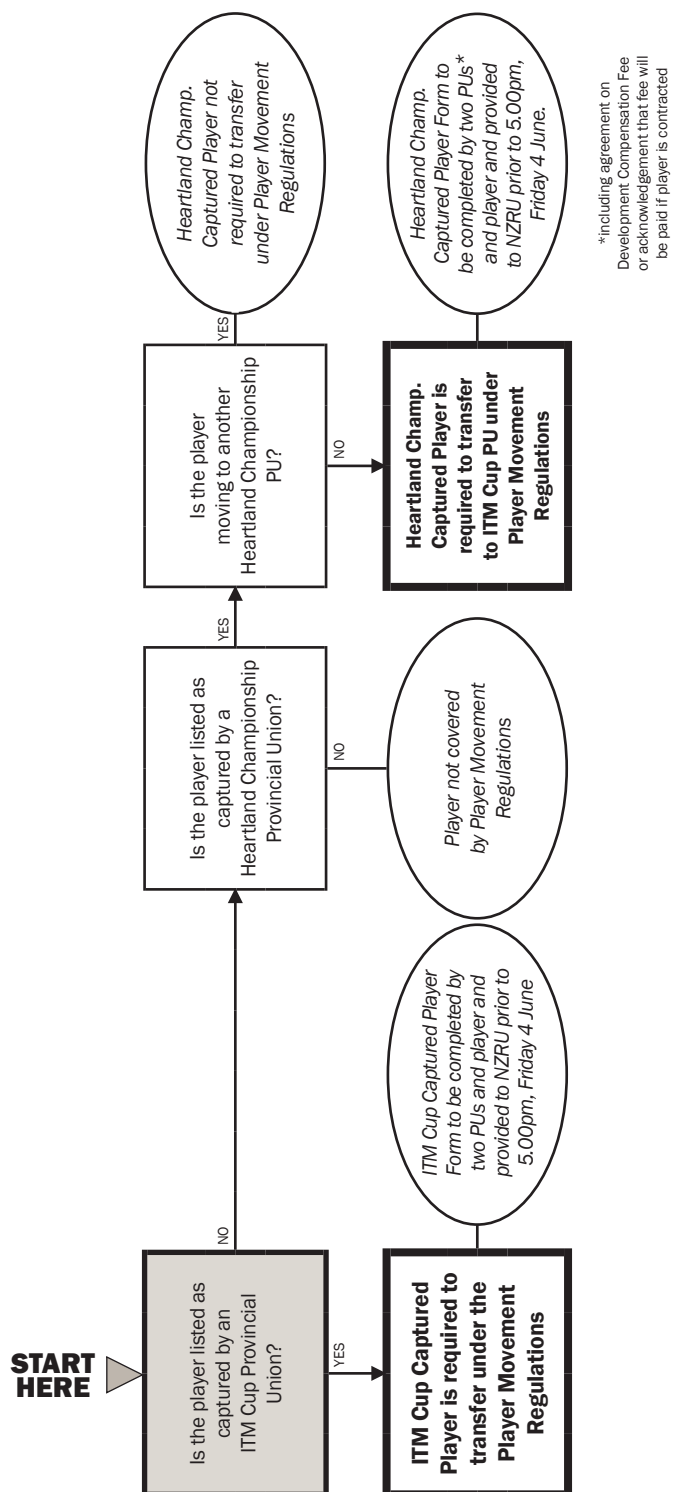 START
HERE
Is the player listed as
captured by an
ITM Cup Provincial
Union?
YES
ITM Cup Captured
Player is required to
transfer under the
Player Movement
Regulations
ITM Cup Captured Player
Form to be completed by
two PUs and player and
provided to NZRU prior to
5.00pm, Friday 4 June
NO
Is the player listed as
captured by a
Heartland Championship
Provincial Union?
NO
Player not covered
by Player Movement
Regulations
YES
Is the player
moving to another
Heartland Championship
PU?
YES
Heartland Champ.
Captured Player not
required to transfer
under Player Movement
Regulations
NO
Heartland Champ.
Captured Player is
required to transfer
to ITM Cup PU under
Player Movement
Regulations
Heartland Champ.
Captured Player Form to
be completed by two PUs*
and player and provided
to NZRU prior to 5.00pm,
Friday 4 June.
*including agreement on
Development Compensation Fee
or acknowledgement that fee will
be paid if player is contracted